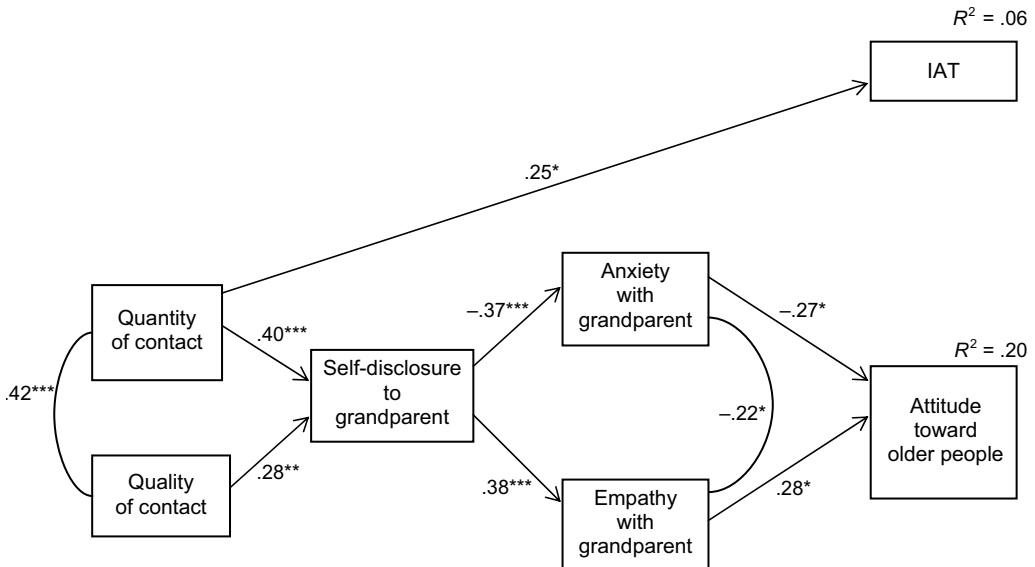 R² = .06
IAT
.25*
Anxiety
with
grandparent
Quantity
of contact
–.37***
–.27*
.40***
R² = .20
Self-disclosure
to
grandparent
.42***
Attitude
toward
older people
–.22*
.28**
Quality
of contact
.38***
Empathy
with
grandparent
.28*